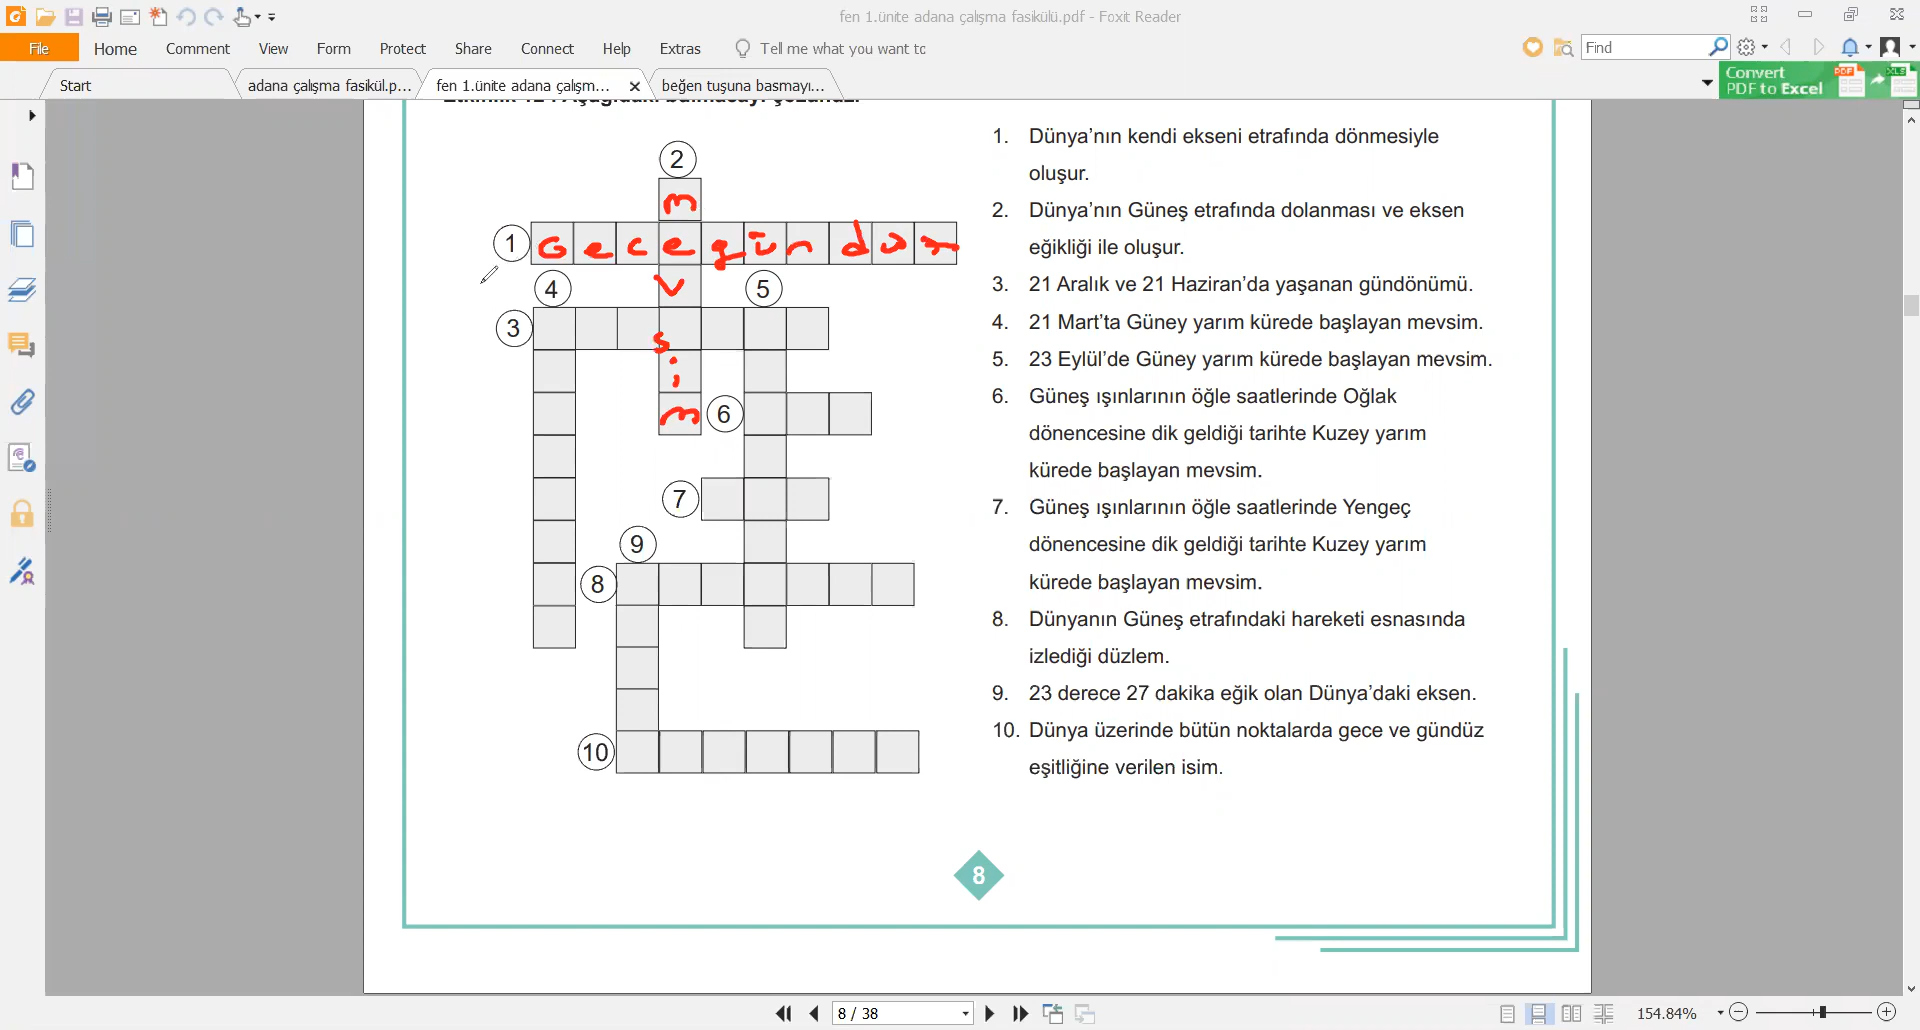 fen 1.ünite adana çalışma fasikülü.pdf - Foxit Reader
File Home Comment View Form Protect Share Connect Help Extras Tell me what you want to
Find
Start
adana çalışma fasikül.p...
fen 1.ünite adana çalışm...
beğen tuşuna basmayı...
Convert
PDF to Excel
PDF
XLS
2
m
1
G e c e g ü n d ü z
v
4
5
3
s
i
m
6
7
9
8
10
1. Dünya'nın kendi ekseni etrafında dönmesiyle
oluşur.
2. Dünya'nın Güneş etrafında dolanması ve eksen
eğikliği ile oluşur.
3. 21 Aralık ve 21 Haziran'da yaşanan gündönümü.
4. 21 Mart'ta Güney yarım kürede başlayan mevsim.
5. 23 Eylül'de Güney yarım kürede başlayan mevsim.
6. Güneş ışınlarının öğle saatlerinde Oğlak
dönencesine dik geldiği tarihte Kuzey yarım
kürede başlayan mevsim.
7. Güneş ışınlarının öğle saatlerinde Yengeç
dönencesine dik geldiği tarihte Kuzey yarım
kürede başlayan mevsim.
8. Dünyanın Güneş etrafındaki hareketi esnasında
izlediği düzlem.
9. 23 derece 27 dakika eğik olan Dünya'daki eksen.
10. Dünya üzerinde bütün noktalarda gece ve gündüz
eşitliğine verilen isim.
8
8 / 38
154.84%